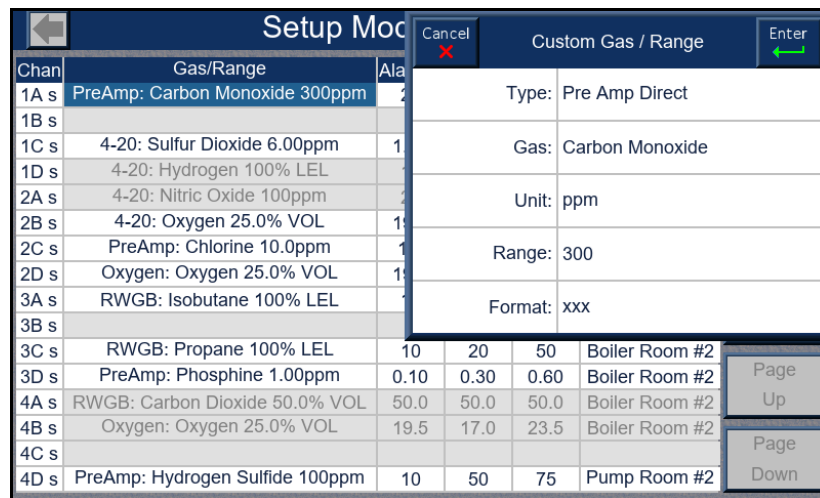 Setup Mod
Cancel
Custom Gas / Range
Enter
Chan Gas/Range Ala
1A s PreAmp: Carbon Monoxide 300ppm
Type: Pre Amp Direct
1B s
1C s 4-20: Sulfur Dioxide 6.00ppm 1.
Gas: Carbon Monoxide
1D s 4-20: Hydrogen 100% LEL
2A s 4-20: Nitric Oxide 100ppm
Unit: ppm
2B s 4-20: Oxygen 25.0% VOL 19
2C s PreAmp: Chlorine 10.0ppm
Range: 300
2D s Oxygen: Oxygen 25.0% VOL 19
3A s RWGB: Isobutane 100% LEL
Format: xxx
3B s
3C s RWGB: Propane 100% LEL 10 20 50 Boiler Room #2
3D s PreAmp: Phosphine 1.00ppm 0.10 0.30 0.60 Boiler Room #2
4A s RWGB: Carbon Dioxide 50.0% VOL 50.0 50.0 50.0 Boiler Room #2
4B s Oxygen: Oxygen 25.0% VOL 19.5 17.0 23.5 Boiler Room #2
4C s
4D s PreAmp: Hydrogen Sulfide 100ppm 10 50 75 Pump Room #2
Page
Up
Page
Down